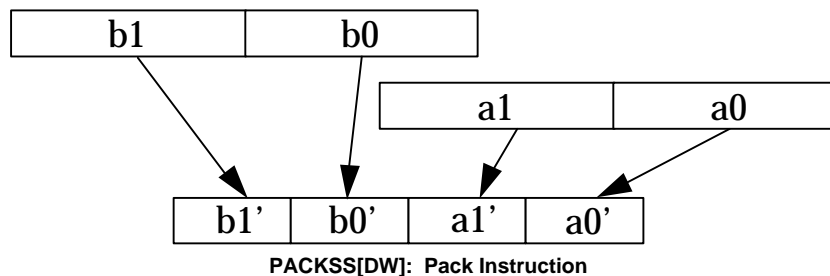 b1 b0
a1 a0
b1’ b0’ a1’ a0’
PACKSS[DW]: Pack Instruction